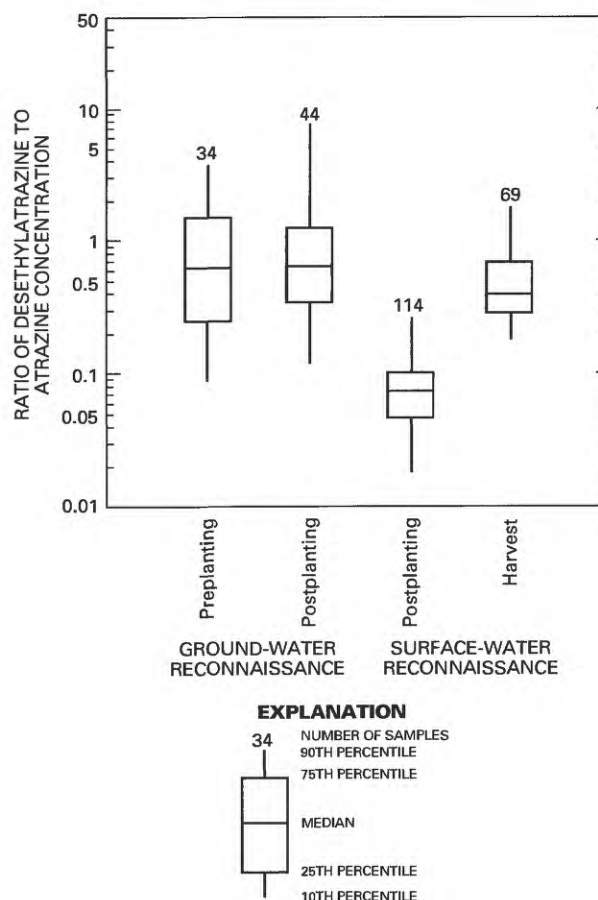 RATIO OF DESETHYLATRAZINE TO
ATRAZINE CONCENTRATION
50
10
5
1
0.5
0.1
0.05
0.01
34
44
114
69
Preplanting
Postplanting
Postplanting
Harvest
GROUND-WATER
RECONNAISSANCE
SURFACE-WATER
RECONNAISSANCE
EXPLANATION
34
NUMBER OF SAMPLES
90TH PERCENTILE
75TH PERCENTILE
MEDIAN
25TH PERCENTILE
10TH PERCENTILE